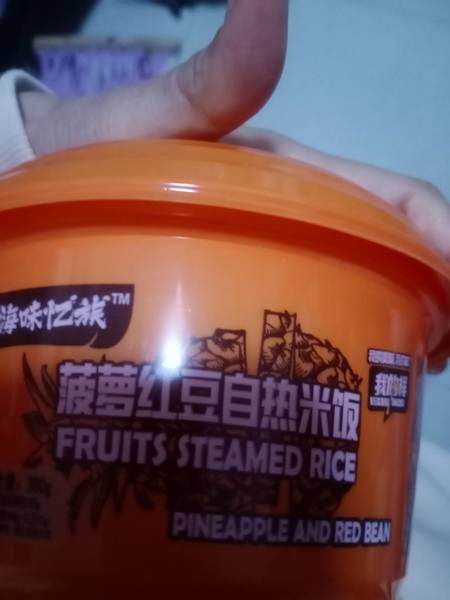 海味忆族™
菠萝红豆自热米饭
FRUITS STEAMED RICE
PINEAPPLE AND RED BEAN